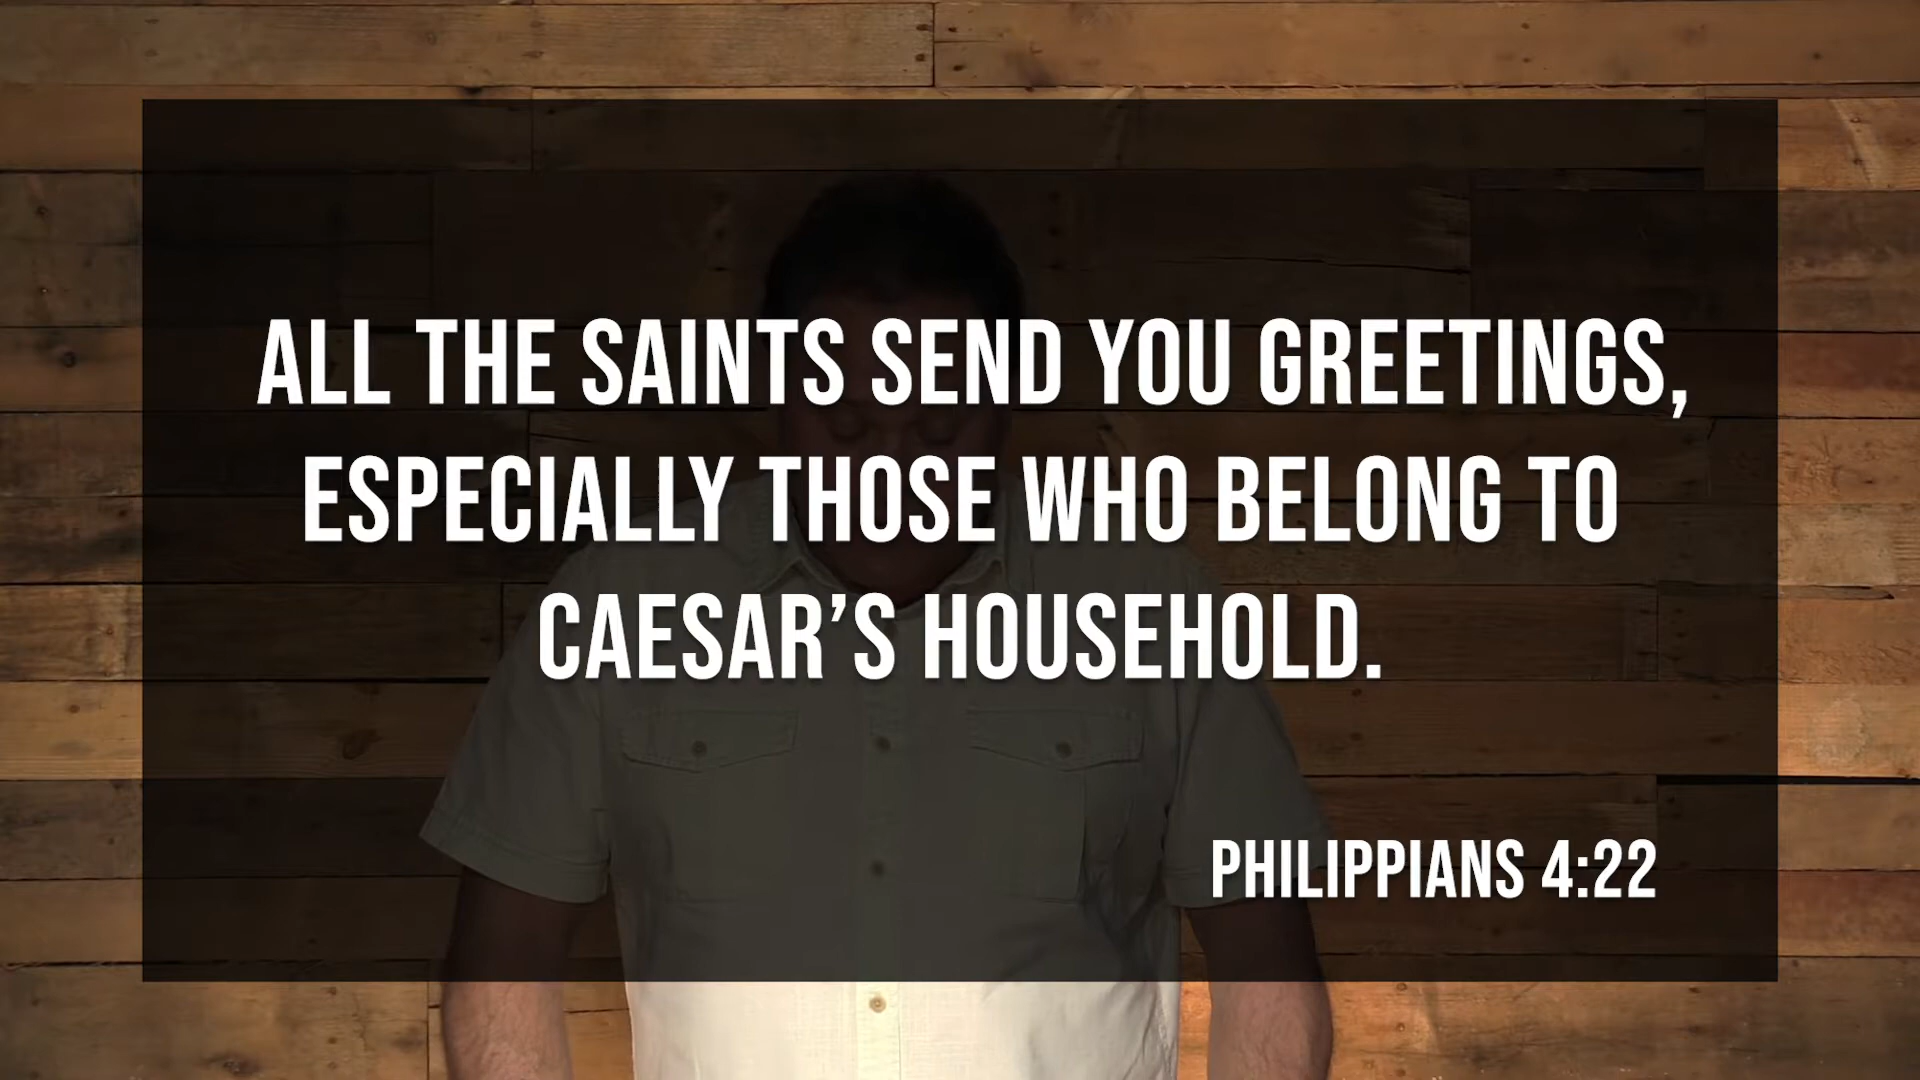 ALL THE SAINTS SEND YOU GREETINGS,
ESPECIALLY THOSE WHO BELONG TO
CAESAR’S HOUSEHOLD.
PHILIPPIANS 4:22